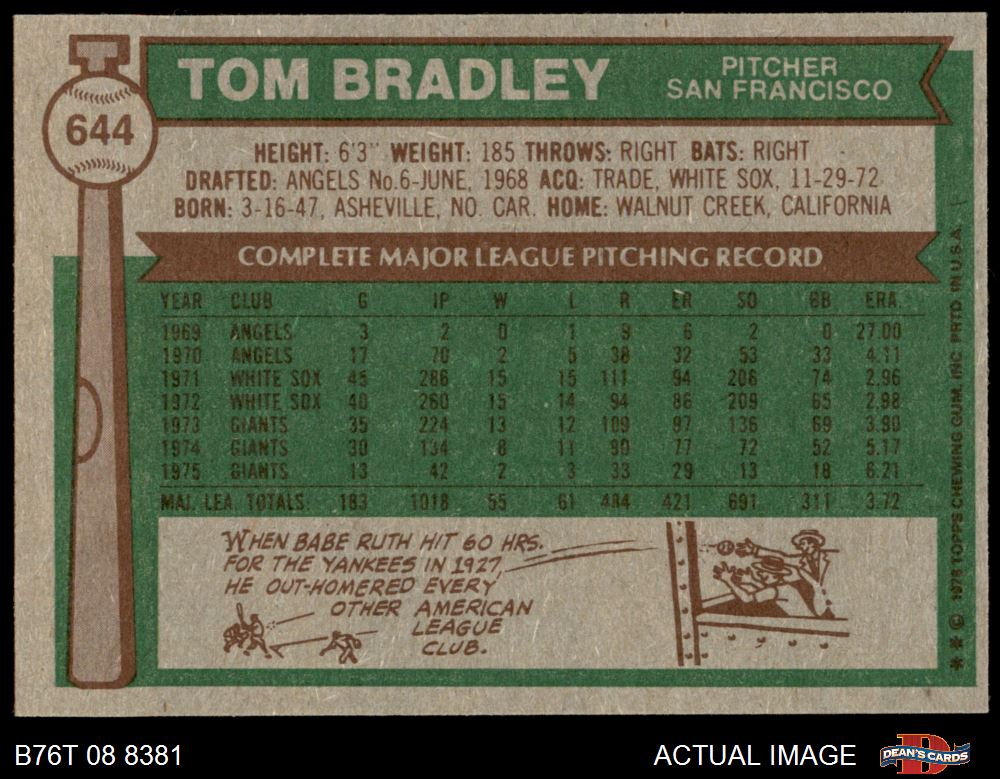 TOM BRADLEY
PITCHER
SAN FRANCISCO
644
HEIGHT: 6'3" WEIGHT: 185 THROWS: RIGHT BATS: RIGHT
DRAFTED: ANGELS No.6-JUNE, 1968 ACQ: TRADE, WHITE SOX, 11-29-72
BORN: 3-16-47, ASHEVILLE, NO. CAR. HOME: WALNUT CREEK, CALIFORNIA
COMPLETE MAJOR LEAGUE PITCHING RECORD
YEAR CLUB G IP W L R ER SO BB ERA.
1969 ANGELS 3 2 0 1 9 6 2 0 27.00
1970 ANGELS 17 70 2 5 38 32 53 33 4.11
1971 WHITE SOX 45 286 15 15 111 94 206 74 2.96
1972 WHITE SOX 40 260 15 14 94 86 209 65 2.98
1973 GIANTS 35 224 13 12 109 97 136 69 3.90
1974 GIANTS 30 134 8 11 90 77 72 52 5.17
1975 GIANTS 13 42 2 3 33 29 13 18 6.21
MAJ. LEA. TOTALS: 183 1018 55 61 484 421 691 311 3.72
WHEN BABE RUTH HIT 60 HRS.
FOR THE YANKEES IN 1927,
HE OUT-HOMERED EVERY
OTHER AMERICAN
LEAGUE
CLUB.
** © 1976 TOPPS CHEWING GUM, INC. PRTD. IN U.S.A.
B76T 08 8381
ACTUAL IMAGE
DEAN'S CARDS